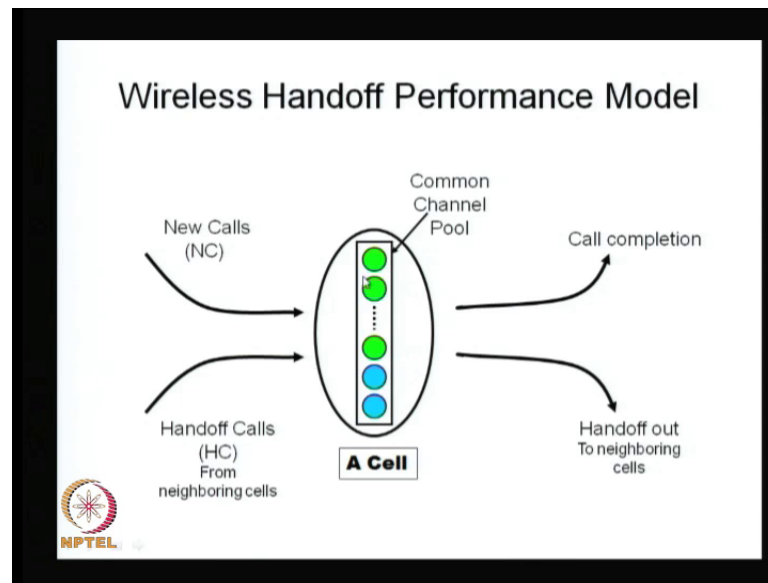 Wireless Handoff Performance Model
Common
Channel
Pool
New Calls
(NC)
Call completion
Handoff Calls
(HC)
From
neighboring cells
A Cell
Handoff out
To neighboring
cells
NPTEL